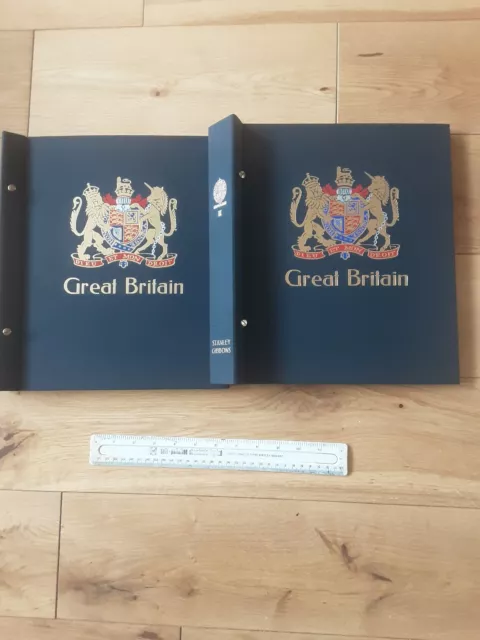 DIEU ET MON DROIT
Great Britain
STANLEY
GIBBONS
DIEU ET MON DROIT
Great Britain